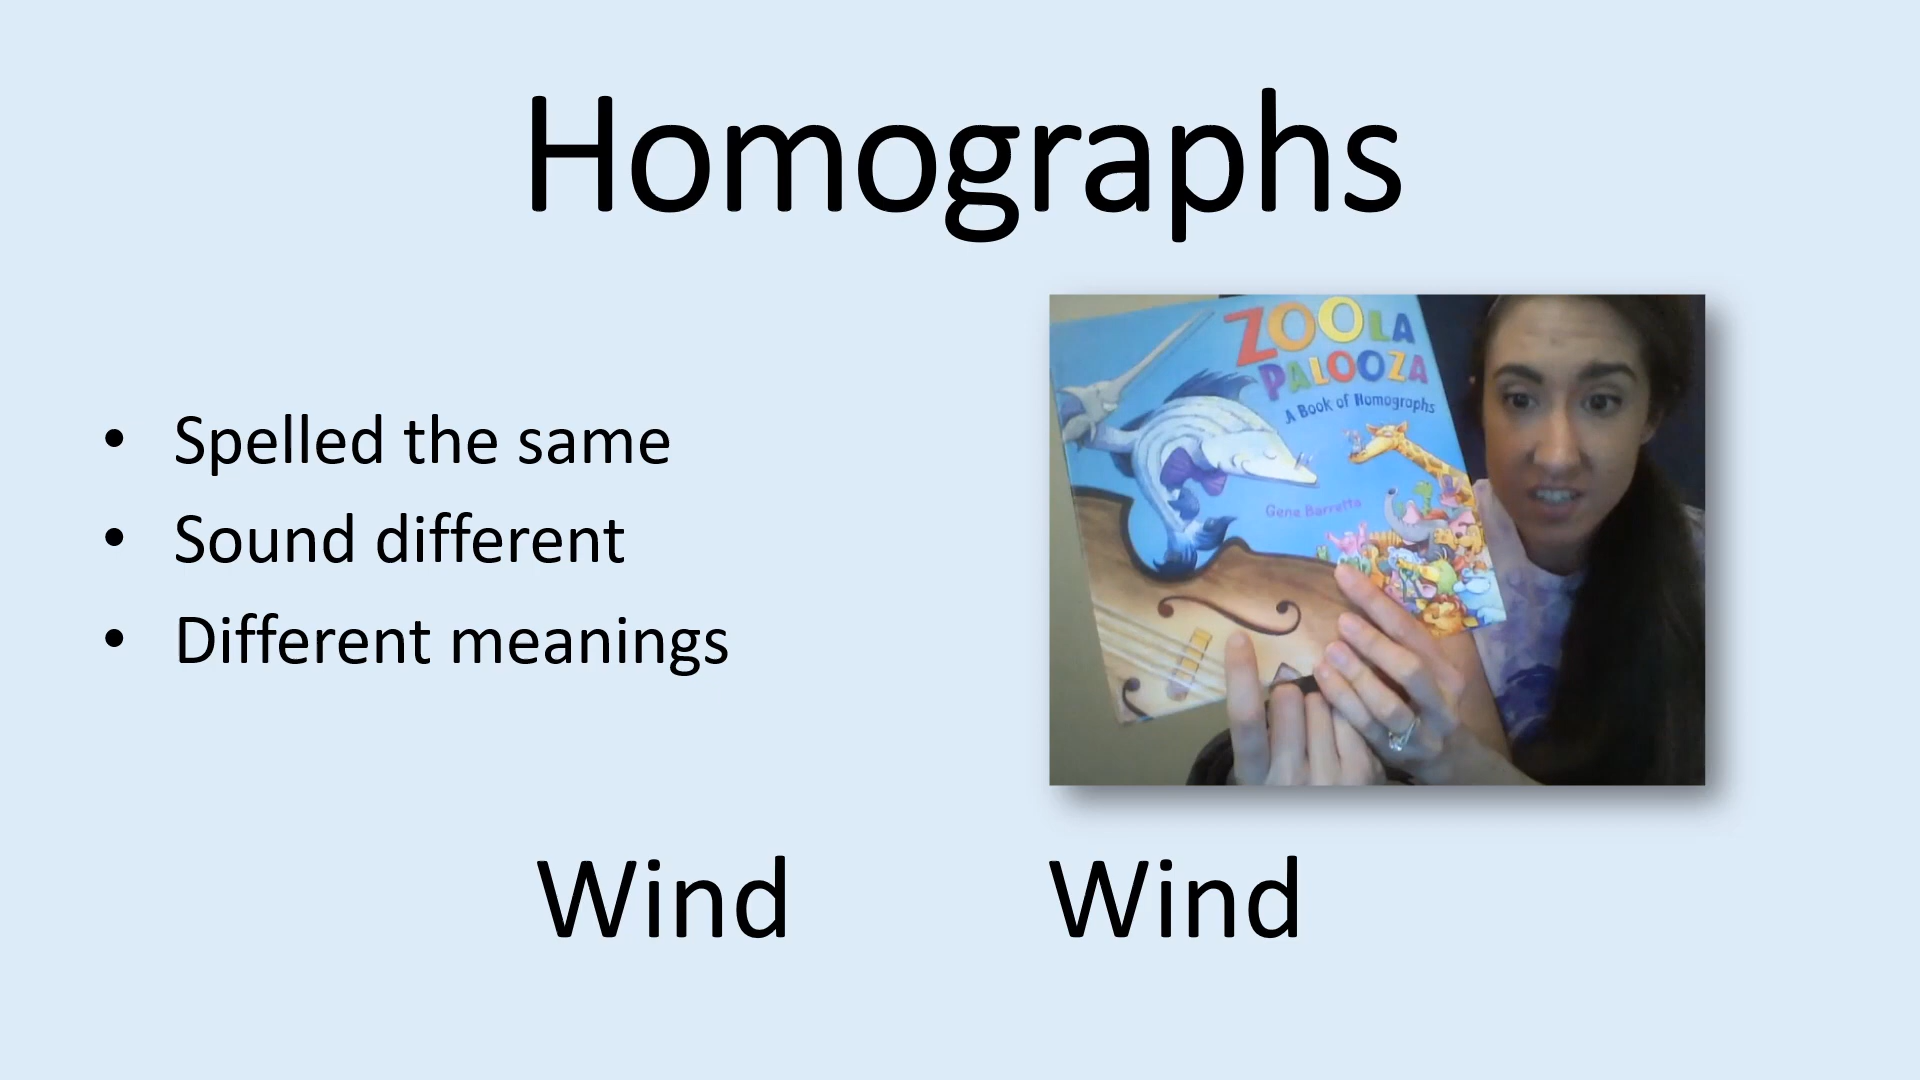 Homographs
• Spelled the same
• Sound different
• Different meanings
ZOOLA
PALOOZA
A Book of Homographs
Gene Barretta
Wind Wind